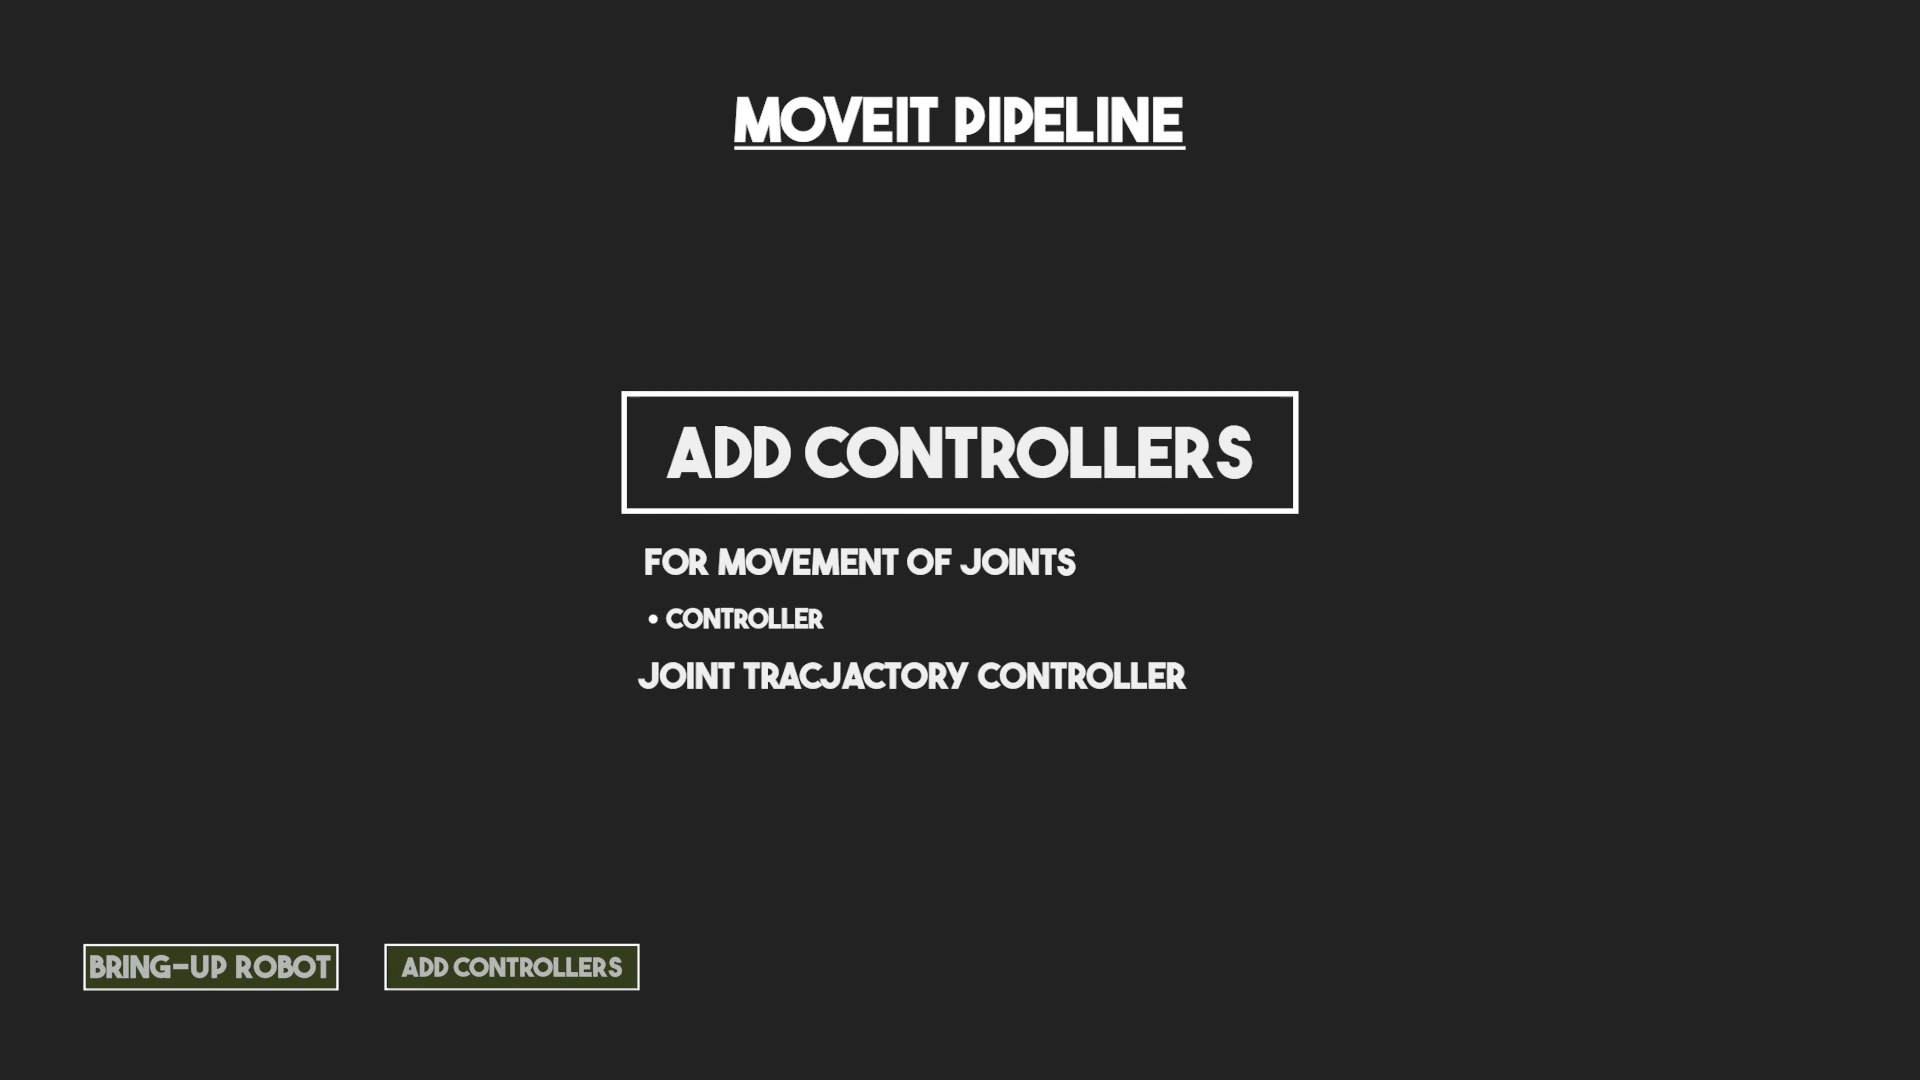 MOVEIT PIPELINE
ADD CONTROLLERS
FOR MOVEMENT OF JOINTS
• CONTROLLER
JOINT TRACJACTORY CONTROLLER
BRING-UP ROBOT
ADD CONTROLLERS